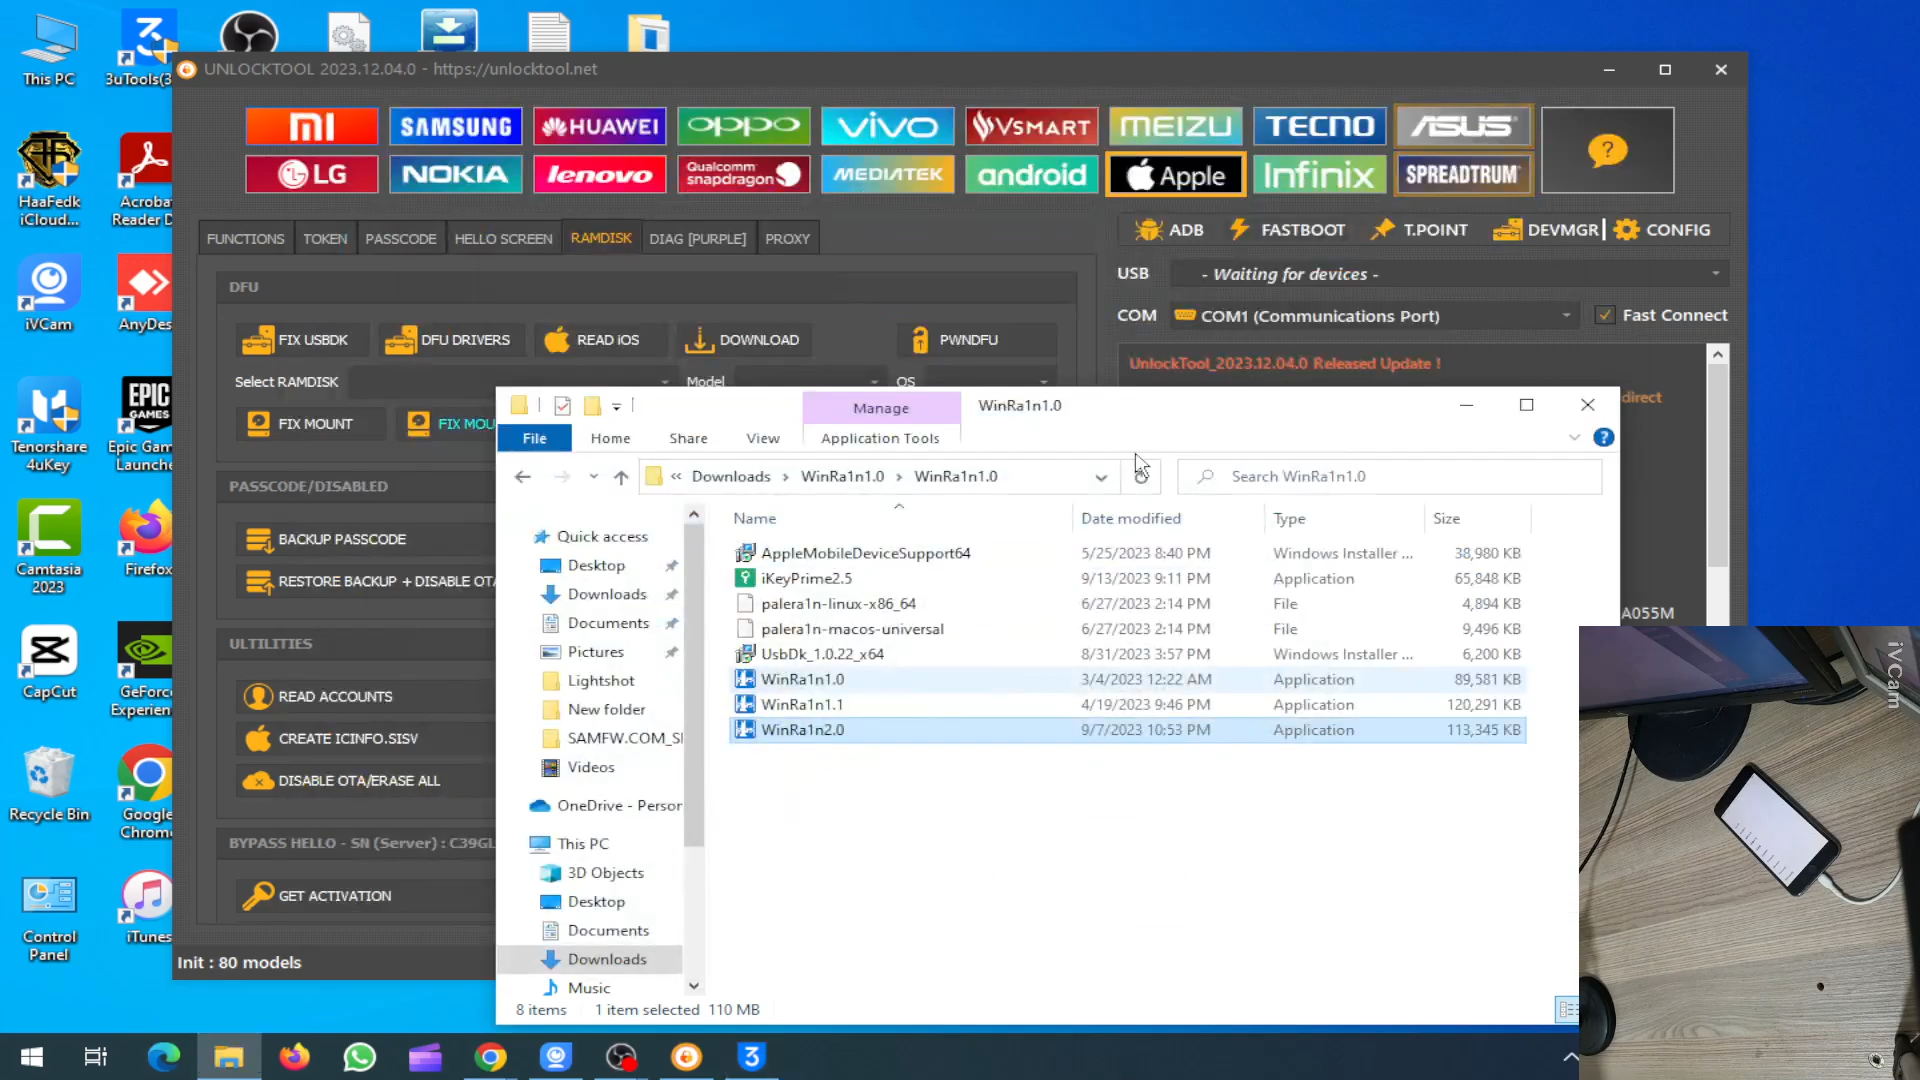 This PC
3uTools(3
UNLOCKTOOL 2023.12.04.0 - https://unlocktool.net
MI SAMSUNG HUAWEI oppo vivo VSMART MEIZU TECNO ASUS ?
LG NOKIA lenovo Qualcomm snapdragon MEDIATEK android Apple Infinix SPREADTRUM
HaaFedk iCloud...
Acrobat
Reader D
FUNCTIONS TOKEN PASSCODE HELLO SCREEN RAMDISK DIAG [PURPLE] PROXY
ADB FASTBOOT T.POINT DEVMGR CONFIG
USB - Waiting for devices -
COM COM1 (Communications Port) Fast Connect
UnlockTool_2023.12.04.0 Released Update !
direct
A055M
DFU
FIX USBDK DFU DRIVERS READ iOS DOWNLOAD PWNDFU
Select RAMDISK Model OS
FIX MOUNT FIX MOU
PASSCODE/DISABLED
BACKUP PASSCODE
RESTORE BACKUP + DISABLE OTA
ULTILITIES
READ ACCOUNTS
CREATE ICINFO.SISV
DISABLE OTA/ERASE ALL
BYPASS HELLO - SN (Server) : C39GL
GET ACTIVATION
Init : 80 models
iVCam
AnyDes
Tenorshare 4uKey
EPIC GAMES
Epic Gam
Launche
Camtasia 2023
Firefox
CapCut
GeForce
Experien
Recycle Bin
Google
Chrome
Control Panel
iTunes
Manage WinRa1n1.0
File Home Share View Application Tools
« Downloads › WinRa1n1.0 › WinRa1n1.0 Search WinRa1n1.0
Quick access
Desktop
Downloads
Documents
Pictures
Lightshot
New folder
SAMFW.COM_S
Videos
OneDrive - Person
This PC
3D Objects
Desktop
Documents
Downloads
Music
Name Date modified Type Size
AppleMobileDeviceSupport64 5/25/2023 8:40 PM Windows Installer ... 38,980 KB
iKeyPrime2.5 9/13/2023 9:11 PM Application 65,848 KB
palera1n-linux-x86_64 6/27/2023 2:14 PM File 4,894 KB
palera1n-macos-universal 6/27/2023 2:14 PM File 9,496 KB
UsbDk_1.0.22_x64 8/31/2023 3:57 PM Windows Installer ... 6,200 KB
WinRa1n1.0 3/4/2023 12:22 AM Application 89,581 KB
WinRa1n1.1 4/19/2023 9:46 PM Application 120,291 KB
WinRa1n2.0 9/7/2023 10:53 PM Application 113,345 KB
8 items 1 item selected 110 MB
iVCam